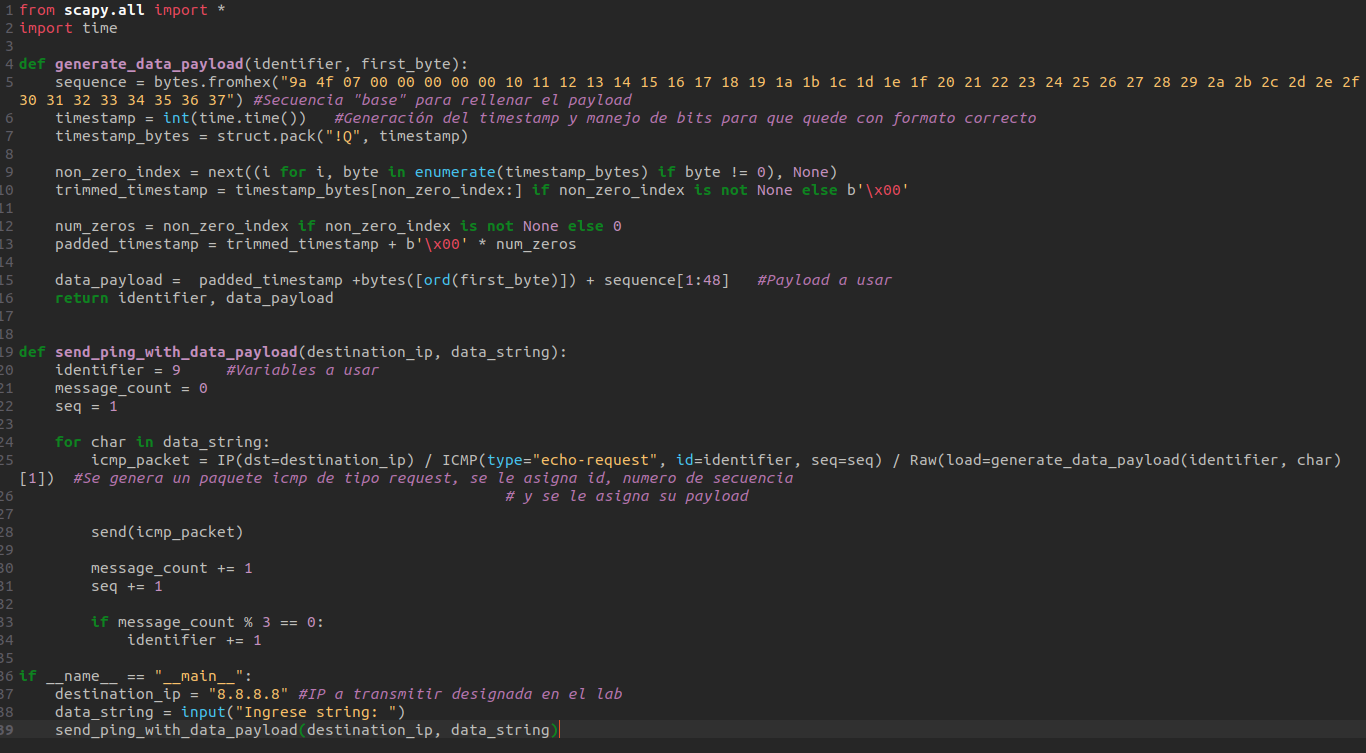 1 from scapy.all import *
2 import time
3
4 def generate_data_payload(identifier, first_byte):
5     sequence = bytes.fromhex("9a 4f 07 00 00 00 00 00 10 11 12 13 14 15 16 17 18 19 1a 1b 1c 1d 1e 1f 20 21 22 23 24 25 26 27 28 29 2a 2b 2c 2d 2e 2f
30 31 32 33 34 35 36 37") #Secuencia "base" para rellenar el payload
6     timestamp = int(time.time())   #Generación del timestamp y manejo de bits para que quede con formato correcto
7     timestamp_bytes = struct.pack("!Q", timestamp)
8
9     non_zero_index = next((i for i, byte in enumerate(timestamp_bytes) if byte != 0), None)
10     trimmed_timestamp = timestamp_bytes[non_zero_index:] if non_zero_index is not None else b'\x00'
11
12     num_zeros = non_zero_index if non_zero_index is not None else 0
13     padded_timestamp = trimmed_timestamp + b'\x00' * num_zeros
14
15     data_payload =  padded_timestamp +bytes([ord(first_byte)]) + sequence[1:48]   #Payload a usar
16     return identifier, data_payload
17
18
19 def send_ping_with_data_payload(destination_ip, data_string):
20     identifier = 9     #Variables a usar
21     message_count = 0
22     seq = 1
23
24     for char in data_string:
25         icmp_packet = IP(dst=destination_ip) / ICMP(type="echo-request", id=identifier, seq=seq) / Raw(load=generate_data_payload(identifier, char)
[1])  #Se genera un paquete icmp de tipo request, se le asigna id, numero de secuencia
26                                                       # y se le asigna su payload
27
28         send(icmp_packet)
29
30         message_count += 1
31         seq += 1
32
33         if message_count % 3 == 0:
34             identifier += 1
35
36 if __name__ == "__main__":
37     destination_ip = "8.8.8.8" #IP a transmitir designada en el lab
38     data_string = input("Ingrese string: ")
39     send_ping_with_data_payload(destination_ip, data_string)